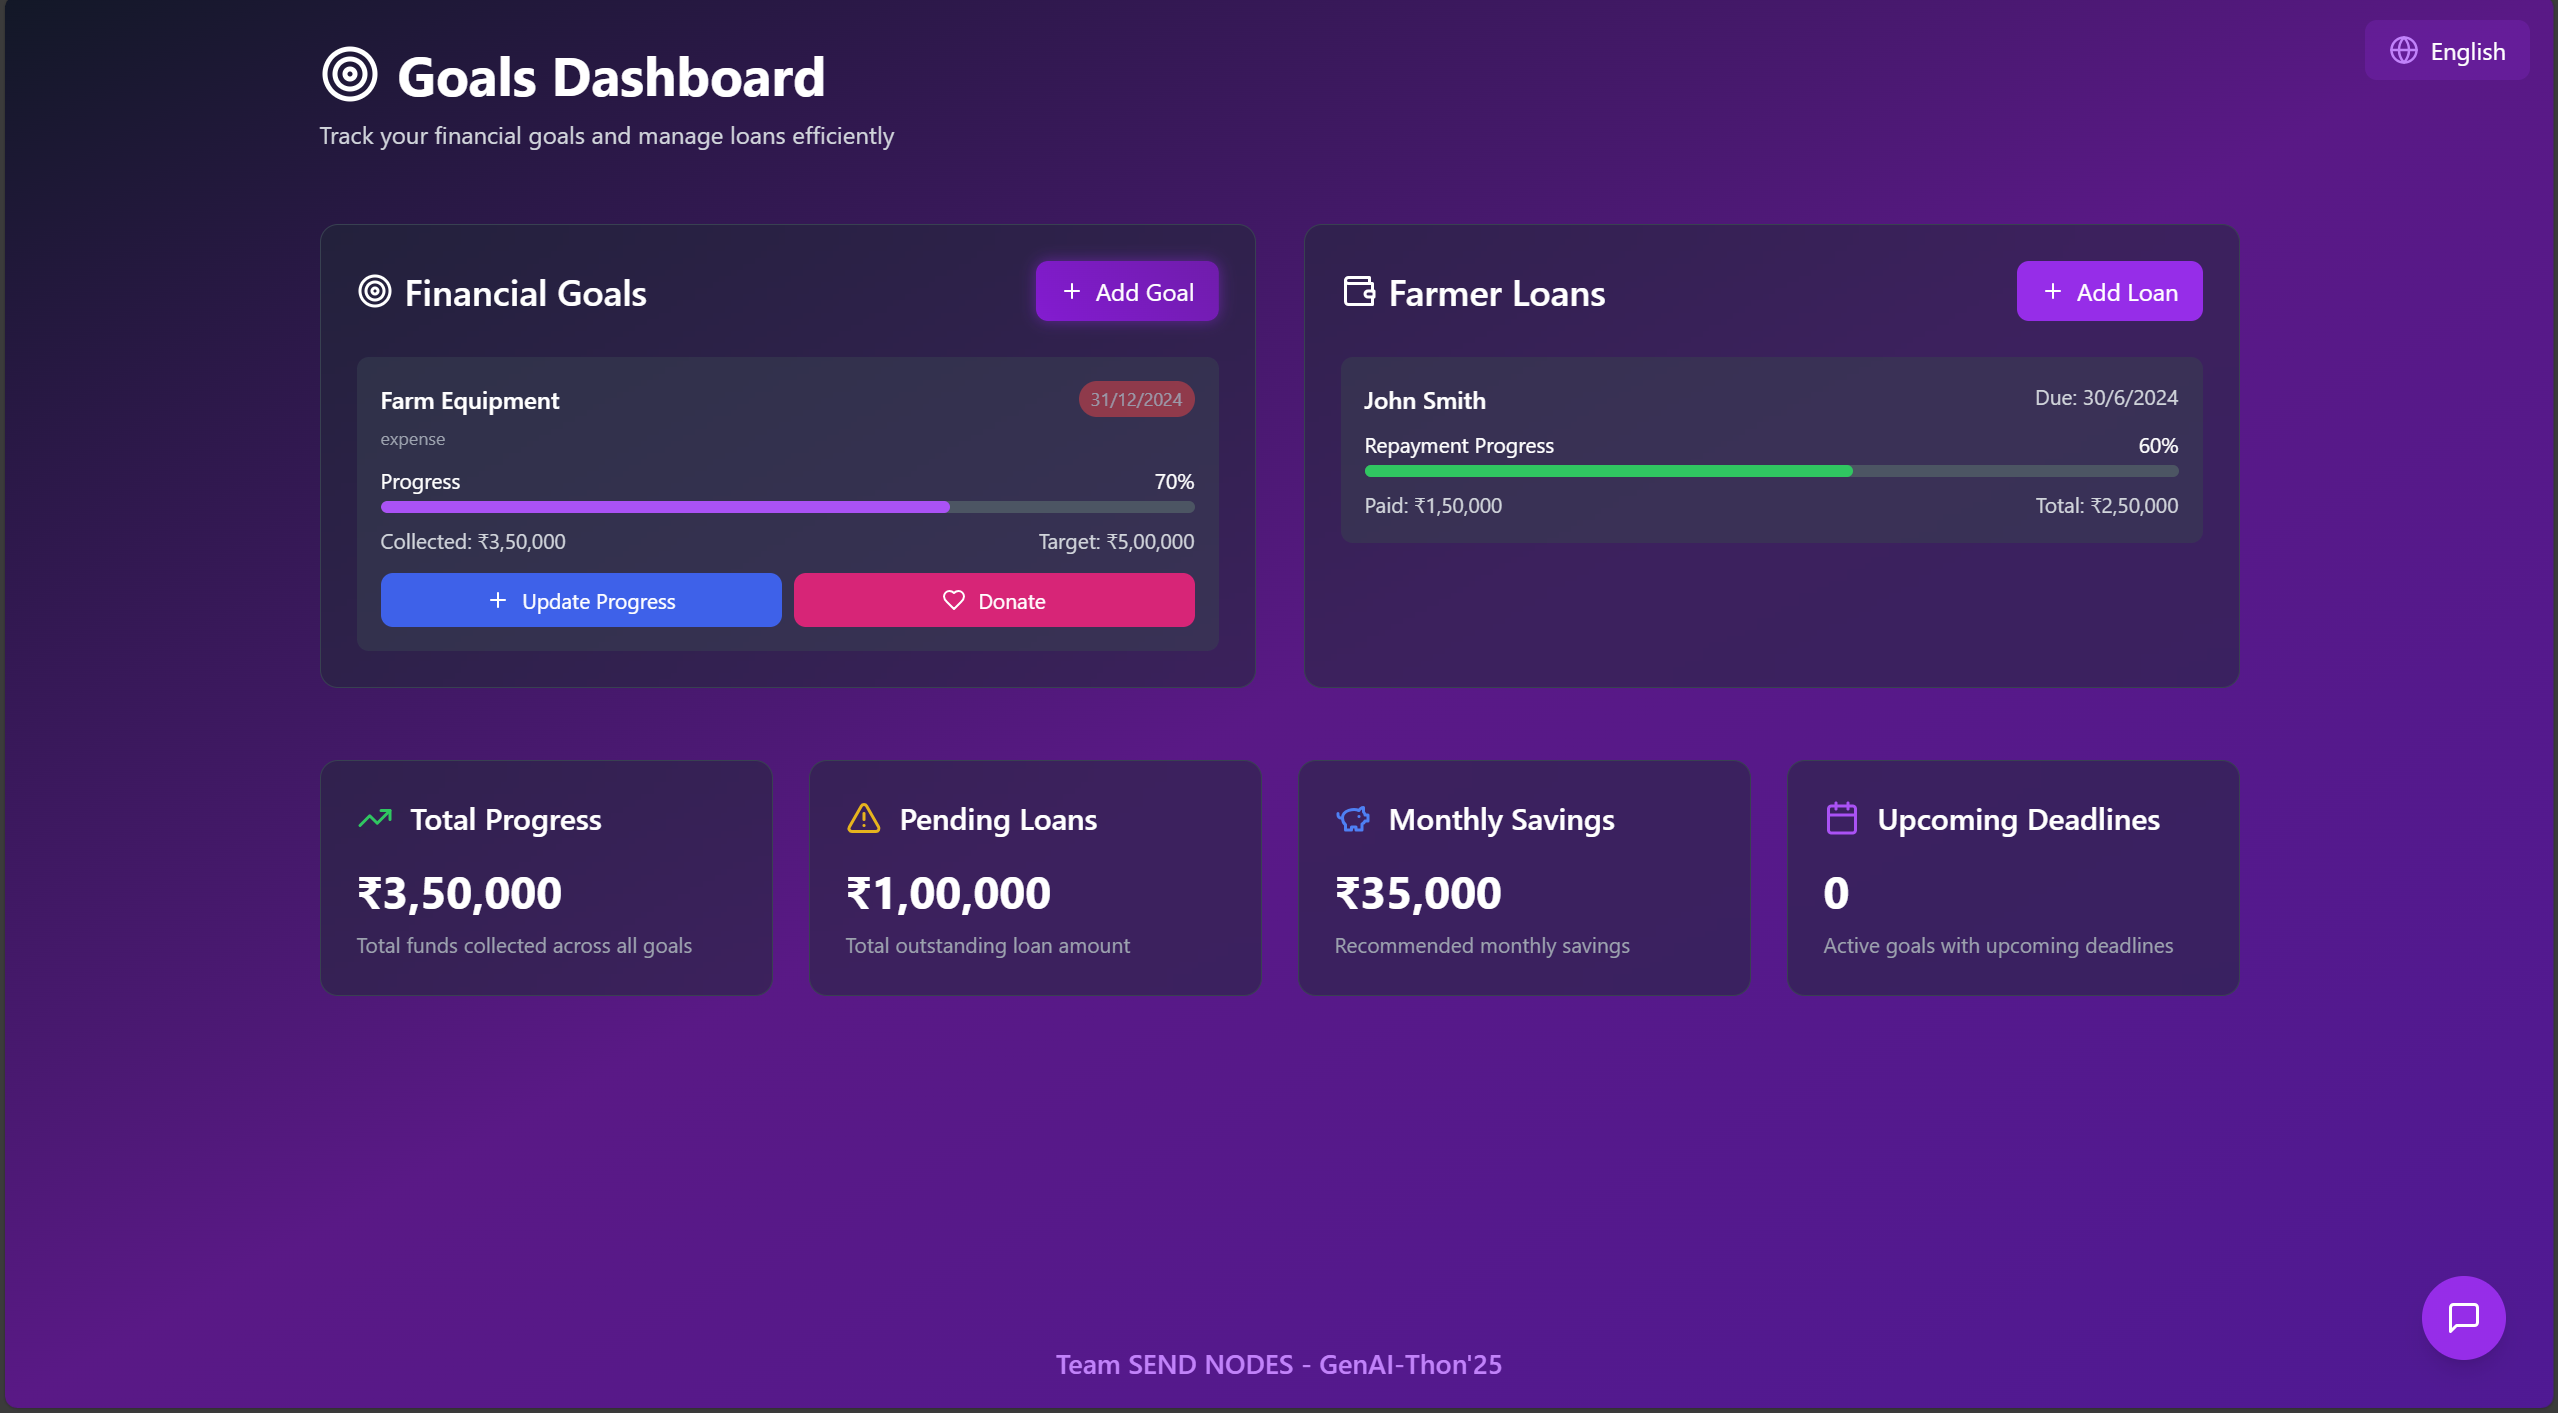 English
Goals Dashboard
Track your financial goals and manage loans efficiently
Financial Goals
+ Add Goal
Farm Equipment
31/12/2024
expense
Progress
70%
Collected: ₹3,50,000
Target: ₹5,00,000
+ Update Progress
Donate
Farmer Loans
+ Add Loan
John Smith
Due: 30/6/2024
Repayment Progress
60%
Paid: ₹1,50,000
Total: ₹2,50,000
Total Progress
₹3,50,000
Total funds collected across all goals
Pending Loans
₹1,00,000
Total outstanding loan amount
Monthly Savings
₹35,000
Recommended monthly savings
Upcoming Deadlines
0
Active goals with upcoming deadlines
Team SEND NODES - GenAI-Thon'25